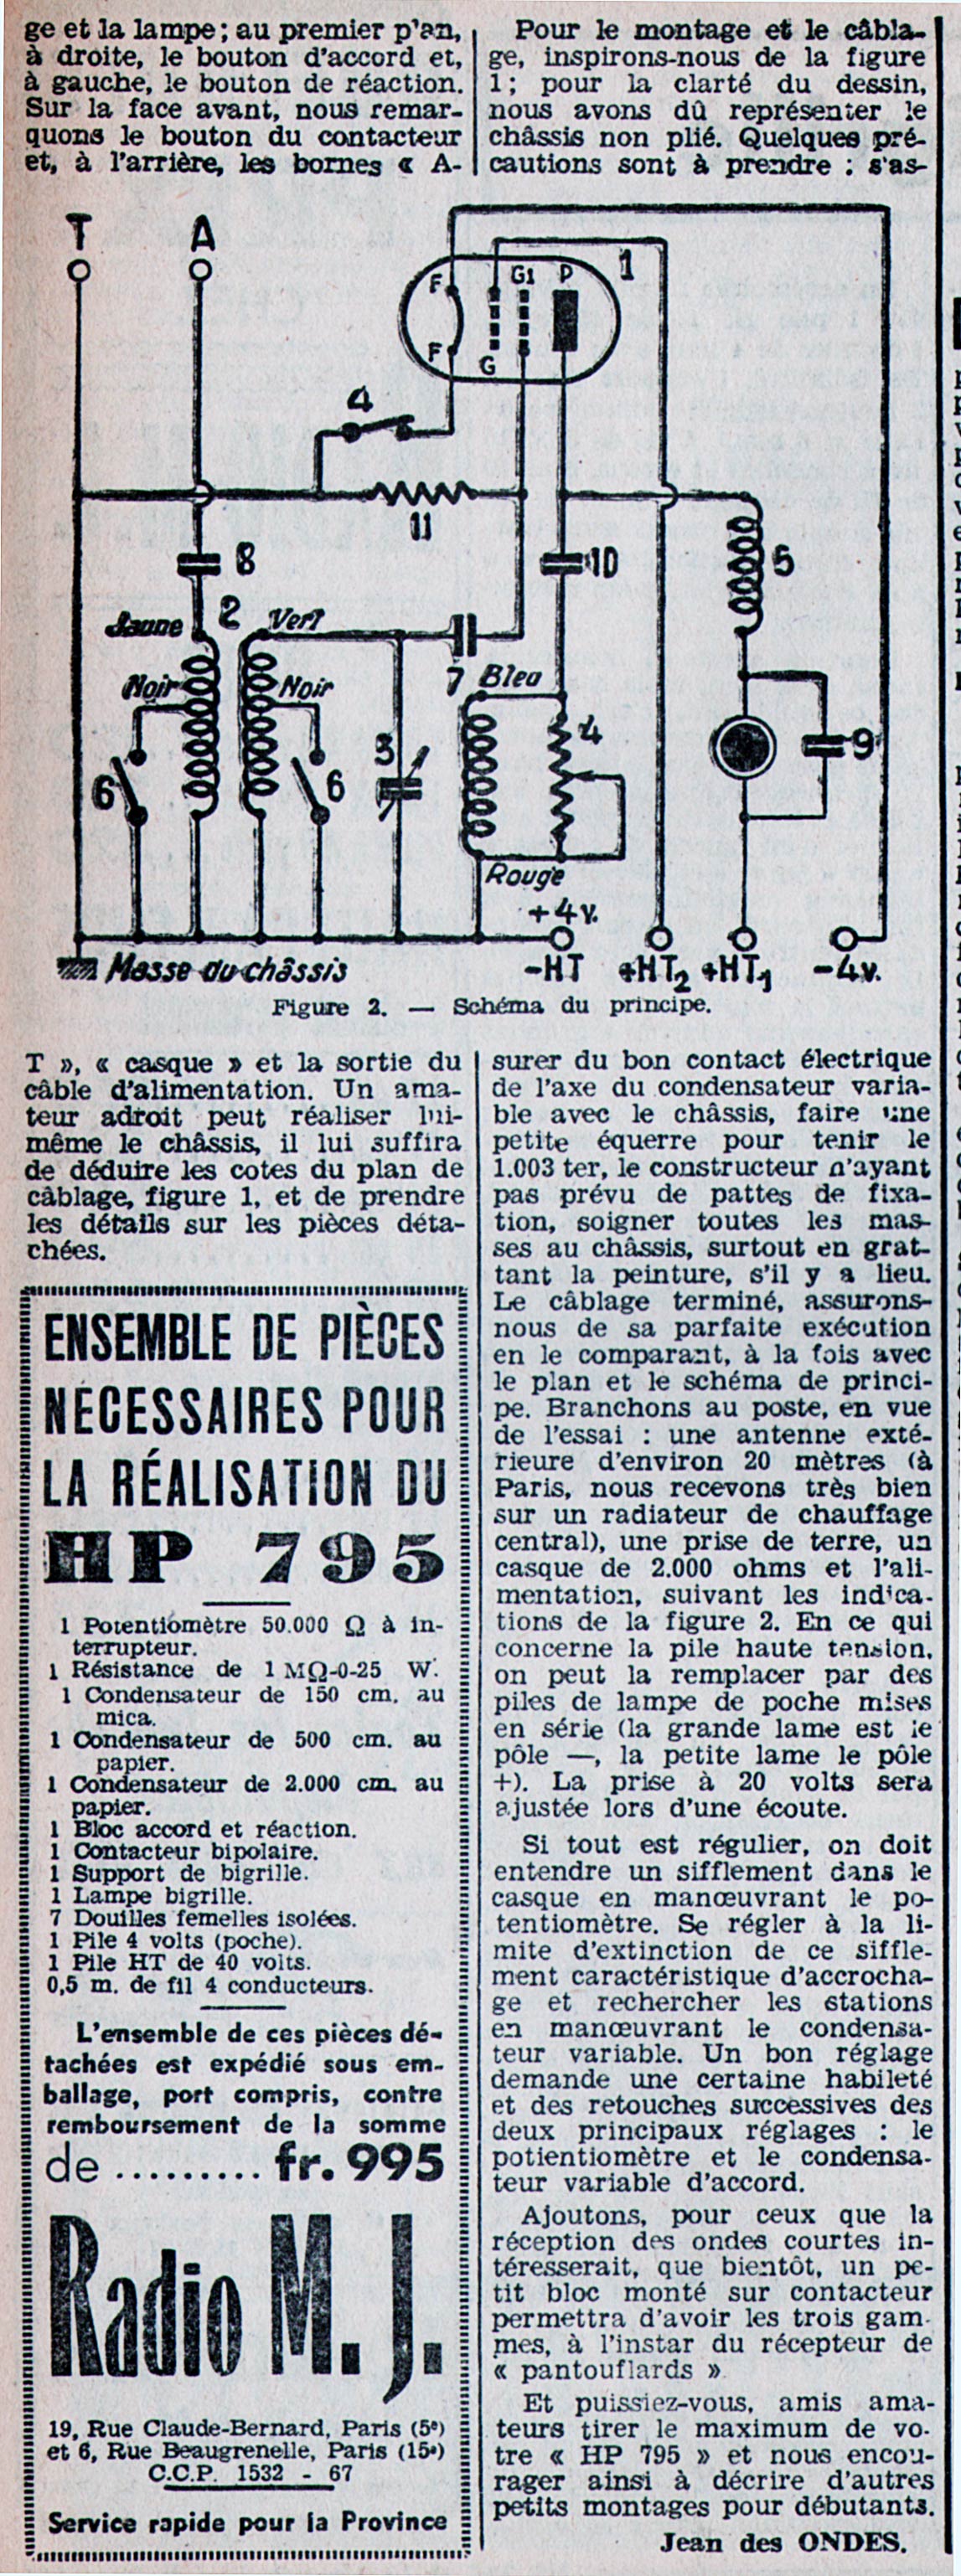 ge et la lampe ; au premier p'an,
à droite, le bouton d'accord et,
à gauche, le bouton de réaction.
Sur la face avant, nous remar-
quons le bouton du contacteur
et, à l'arrière, les bornes « A-
Pour le montage et le câbla-
ge, inspirons-nous de la figure
1 ; pour la clarté du dessin,
nous avons dû représenter le
châssis non plié. Quelques pré-
cautions sont à prendre : s'as-
T
A
F
F
G1
P
G
1
4
11
8
10
5
Jaune
2
Vert
7
Noir
Noir
Bleu
6
6
3
4
9
Rouge
+4v.
Masse du châssis
-HT
+HT2
+HT1
-4v.
Figure 2. — Schéma du principe.
T », « casque » et la sortie du
câble d'alimentation. Un ama-
teur adroit peut réaliser lui-
même le châssis, il lui suffira
de déduire les cotes du plan de
câblage, figure 1, et de prendre
les détails sur les pièces déta-
chées.
ENSEMBLE DE PIÈCES
NÉCESSAIRES POUR
LA RÉALISATION DU
HP 795
1 Potentiomètre 50.000 Ω à in-
terrupteur.
1 Résistance de 1 MΩ-0-25 W.
1 Condensateur de 150 cm. au
mica.
1 Condensateur de 500 cm. au
papier.
1 Condensateur de 2.000 cm. au
papier.
1 Bloc accord et réaction.
1 Contacteur bipolaire.
1 Support de bigrille.
1 Lampe bigrille.
7 Douilles femelles isolées.
1 Pile 4 volts (poche).
1 Pile HT de 40 volts.
0,5 m. de fil 4 conducteurs.
L'ensemble de ces pièces dé-
tachées est expédié sous em-
ballage, port compris, contre
remboursement de la somme
de ......... fr. 995
Radio M. J.
19, Rue Claude-Bernard, Paris (5e)
et 6, Rue Beaugrenelle, Paris (15e)
C.C.P. 1532 - 67
Service rapide pour la Province
surer du bon contact électrique
de l'axe du condensateur varia-
ble avec le châssis, faire une
petite équerre pour tenir le
1.003 ter, le constructeur n'ayant
pas prévu de pattes de fixa-
tion, soigner toutes les mas-
ses au châssis, surtout en grat-
tant la peinture, s'il y a lieu.
Le câblage terminé, assurons-
nous de sa parfaite exécution
en le comparant, à la fois avec
le plan et le schéma de princi-
pe. Branchons au poste, en vue
de l'essai : une antenne exté-
rieure d'environ 20 mètres (à
Paris, nous recevons très bien
sur un radiateur de chauffage
central), une prise de terre, un
casque de 2.000 ohms et l'ali-
mentation, suivant les indica-
tions de la figure 2. En ce qui
concerne la pile haute tension,
on peut la remplacer par des
piles de lampe de poche mises
en série (la grande lame est le
pôle —, la petite lame le pôle
+). La prise à 20 volts sera
ajustée lors d'une écoute.
Si tout est régulier, on doit
entendre un sifflement dans le
casque en manœuvrant le po-
tentiomètre. Se régler à la li-
mite d'extinction de ce siffle-
ment caractéristique d'accrocha-
ge et rechercher les stations
en manœuvrant le condensa-
teur variable. Un bon réglage
demande une certaine habileté
et des retouches successives des
deux principaux réglages : le
potientiomètre et le condensa-
teur variable d'accord.
Ajoutons, pour ceux que la
réception des ondes courtes in-
téresserait, que bientôt, un pe-
tit bloc monté sur contacteur
permettra d'avoir les trois gam-
mes, à l'instar du récepteur de
« pantouflards »
Et puissiez-vous, amis ama-
teurs tirer le maximum de vo-
tre « HP 795 » et nous encou-
rager ainsi à décrire d'autres
petits montages pour débutants.
Jean des ONDES.